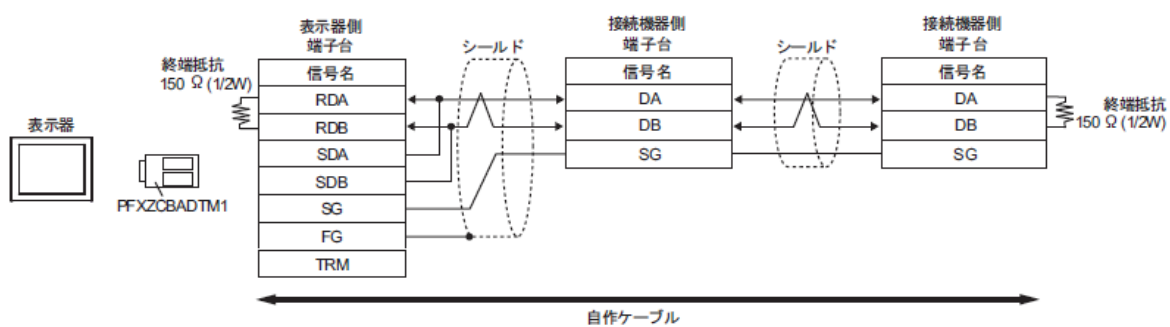 表示器
PFXZCBADTM1
終端抵抗
150 Ω (1/2W)
表示器側
端子台
信号名
RDA
RDB
SDA
SDB
SG
FG
TRM
シールド
接続機器側
端子台
信号名
DA
DB
SG
シールド
接続機器側
端子台
信号名
DA
DB
SG
終端抵抗
150 Ω (1/2W)
自作ケーブル